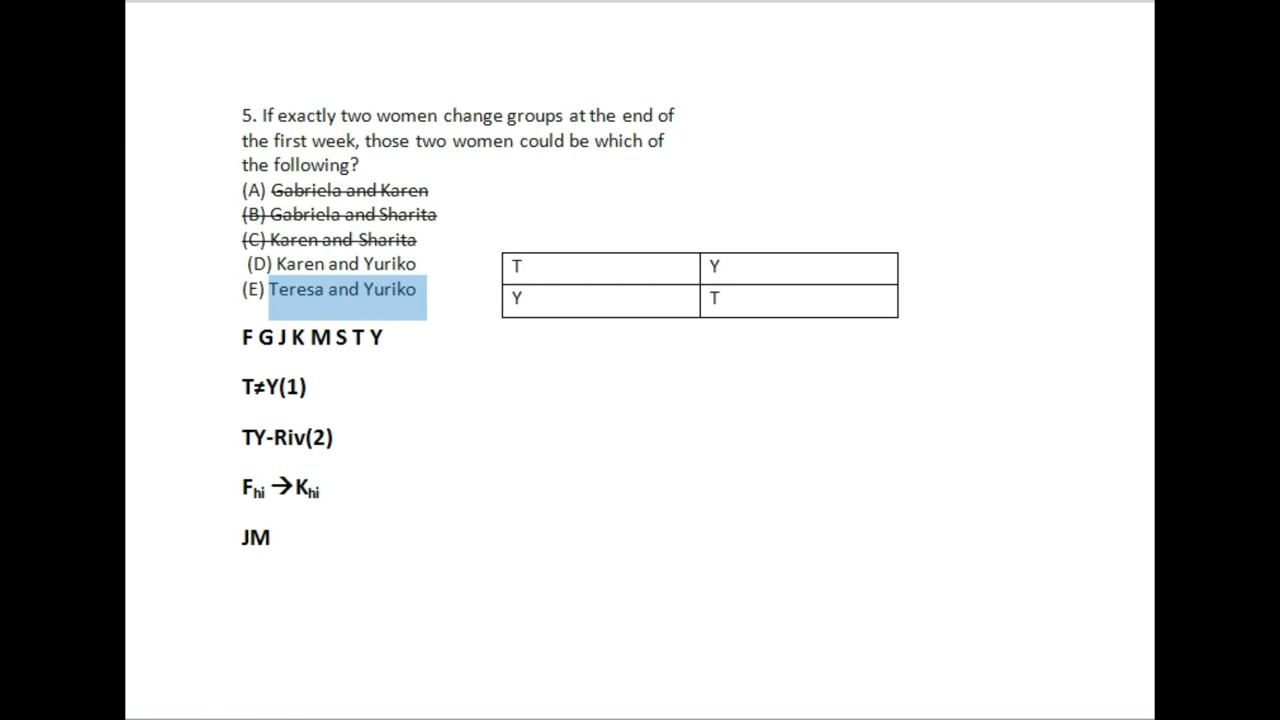 5. If exactly two women change groups at the end of
the first week, those two women could be which of
the following?
(A) Gabriela and Karen
(B) Gabriela and Sharita
(C) Karen and Sharita
(D) Karen and Yuriko
(E) Teresa and Yuriko
T Y
Y T
F G J K M S T Y
T≠Y(1)
TY-Riv(2)
Fhi →Khi
JM